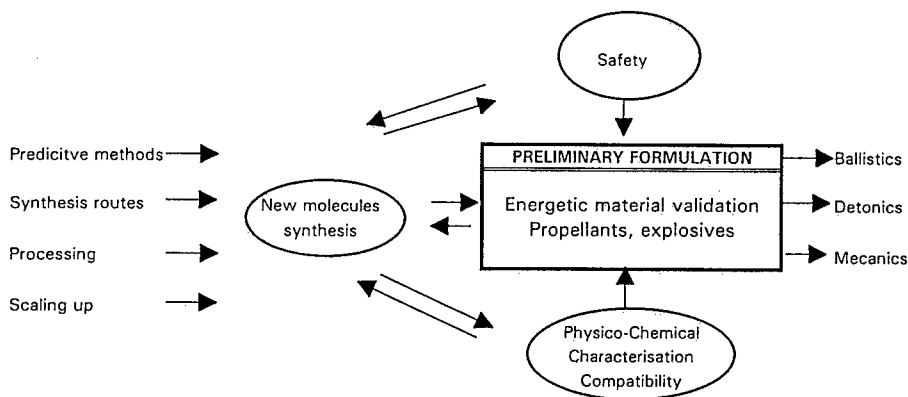 Safety
Predicitve methods
Synthesis routes
Processing
Scaling up
New molecules
synthesis
PRELIMINARY FORMULATION
Energetic material validation
Propellants, explosives
Ballistics
Detonics
Mecanics
Physico-Chemical
Characterisation
Compatibility